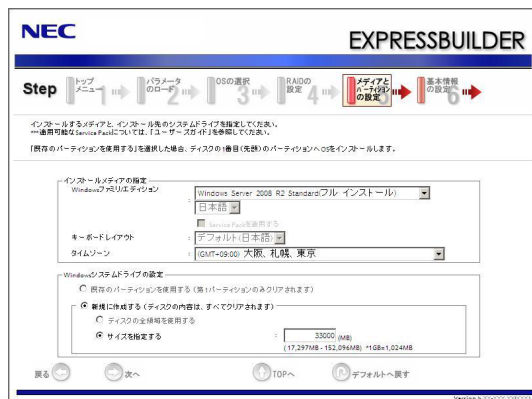 NEC
EXPRESSBUILDER
Step
トップ
メニュー 1
パラメータ
のロード 2
OSの選択
3
RAIDの
設定 4
メディアと
パーティション
の設定
基本情報
の設定 6
インストールするメディアと、インストール先のシステムドライブを指定してください。
***適用可能なService Packについては、「ユーザーズガイド」を参照してください。
「既存のパーティションを使用する」を選択した場合、ディスクの1番目(先頭)のパーティションへOSをインストールします。
インストールメディアの指定
Windowsファミリ/エディション : Windows Server 2008 R2 Standard(フル インストール)
日本語
Service Packを適用する
キーボードレイアウト : デフォルト(日本語)
タイムゾーン : (GMT+09:00) 大阪、札幌、東京
Windowsシステムドライブの設定
既存のパーティションを使用する (第1パーティションのみクリアされます)
新規に作成する (ディスクの内容は、すべてクリアされます)
ディスクの全領域を使用する
サイズを指定する : 33000 (MB)
(17,297MB - 152,096MB) *1GB=1,024MB
戻る
次へ
TOPへ
デフォルトへ戻す